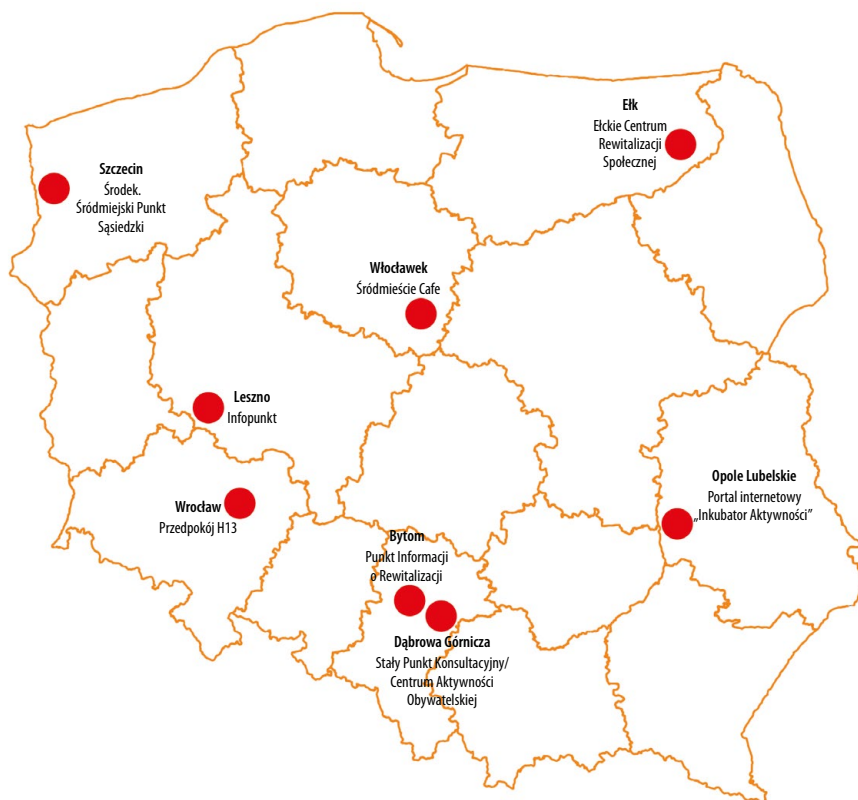 Ełk
Ełckie Centrum
Rewitalizacji
Społecznej
Szczecin
Środek.
Śródmiejski Punkt
Sąsiedzki
Włocławek
Śródmieście Cafe
Leszno
Infopunkt
Opole Lubelskie
Portal internetowy
„Inkubator Aktywności”
Wrocław
Przedpokój H13
Bytom
Punkt Informacji
o Rewitalizacji
Dąbrowa Górnicza
Stały Punkt Konsultacyjny/
Centrum Aktywności
Obywatelskiej